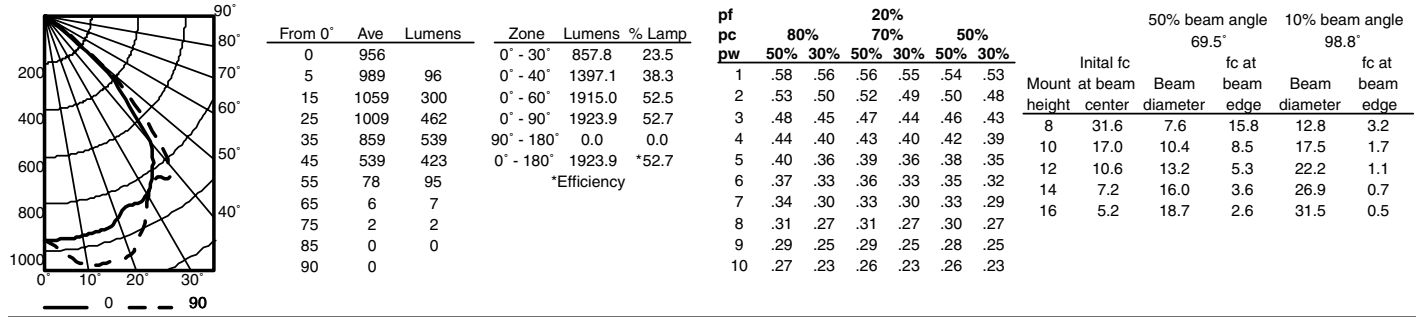 90°
80°
70°
60°
50°
40°
200
400
600
800
1000
0° 10° 20° 30°
0 90
From 0° Ave Lumens
0 956
5 989 96
15 1059 300
25 1009 462
35 859 539
45 539 423
55 78 95
65 6 7
75 2 2
85 0 0
90 0
Zone Lumens % Lamp
0° - 30° 857.8 23.5
0° - 40° 1397.1 38.3
0° - 60° 1915.0 52.5
0° - 90° 1923.9 52.7
90° - 180° 0.0 0.0
0° - 180° 1923.9 *52.7
*Efficiency
pf 20%
pc 80% 70% 50%
pw 50% 30% 50% 30% 50% 30%
1 .58 .56 .56 .55 .54 .53
2 .53 .50 .52 .49 .50 .48
3 .48 .45 .47 .44 .46 .43
4 .44 .40 .43 .40 .42 .39
5 .40 .36 .39 .36 .38 .35
6 .37 .33 .36 .33 .35 .32
7 .34 .30 .33 .30 .33 .29
8 .31 .27 .31 .27 .30 .27
9 .29 .25 .29 .25 .28 .25
10 .27 .23 .26 .23 .26 .23
50% beam angle 10% beam angle
69.5° 98.8°
Inital fc fc at fc at
Mount at beam Beam beam Beam beam
height center diameter edge diameter edge
8 31.6 7.6 15.8 12.8 3.2
10 17.0 10.4 8.5 17.5 1.7
12 10.6 13.2 5.3 22.2 1.1
14 7.2 16.0 3.6 26.9 0.7
16 5.2 18.7 2.6 31.5 0.5